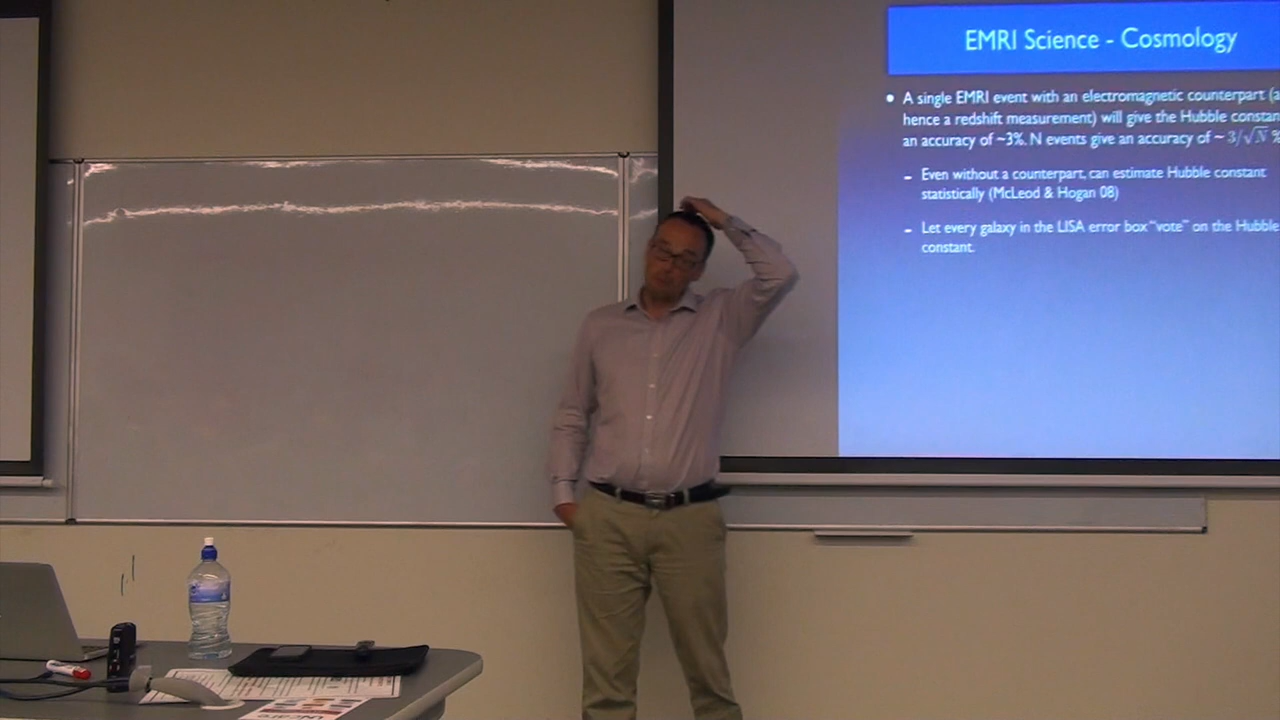 EMRI Science - Cosmology
• A single EMRI event with an electromagnetic counterpart (a
hence a redshift measurement) will give the Hubble constan
an accuracy of ~3%. N events give an accuracy of ~ 3/√N %
- Even without a counterpart, can estimate Hubble constant
statistically (McLeod & Hogan 08)
- Let every galaxy in the LISA error box "vote" on the Hubble
constant.